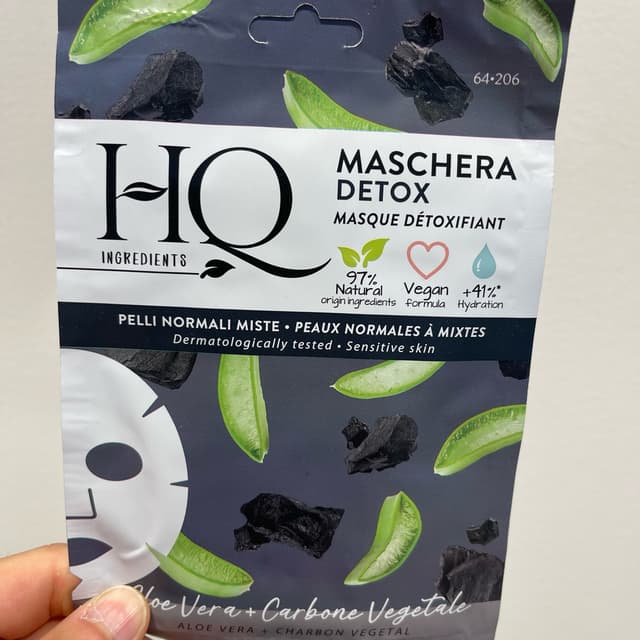 64•206
HQ
INGREDIENTS
MASCHERA
DETOX
MASQUE DÉTOXIFIANT
97%
Natural
origin ingredients
Vegan
formula
+41%*
Hydration
PELLI NORMALI MISTE • PEAUX NORMALES À MIXTES
Dermatologically tested • Sensitive skin
Aloe Vera + Carbone Vegetale
ALOE VERA + CHARBON VÉGÉTAL